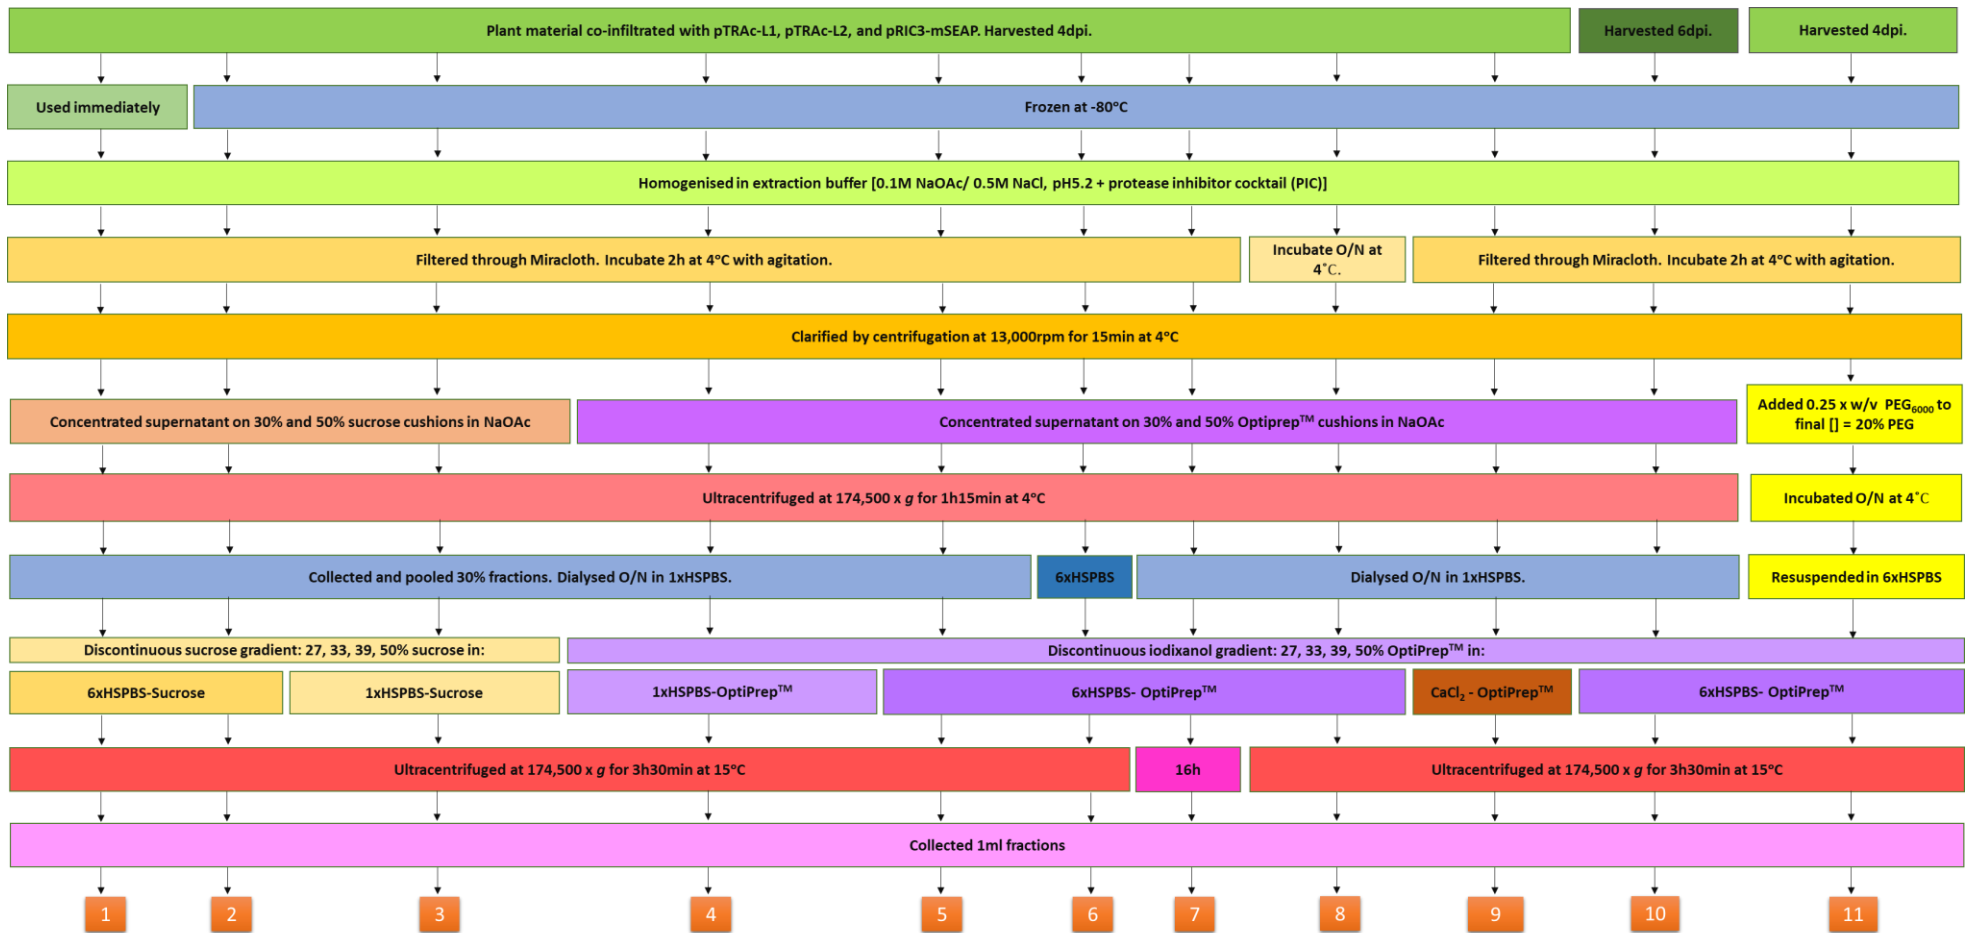 Plant material co-infiltrated with pTRAc-L1, pTRAc-L2, and pRIC3-mSEAP. Harvested 4dpi.
Harvested 6dpi.
Harvested 4dpi.
Used immediately
Frozen at -80°C
Homogenised in extraction buffer [0.1M NaOAc/ 0.5M NaCl, pH5.2 + protease inhibitor cocktail (PIC)]
Filtered through Miracloth. Incubate 2h at 4°C with agitation.
Incubate O/N at
4˚C.
Filtered through Miracloth. Incubate 2h at 4°C with agitation.
Clarified by centrifugation at 13,000rpm for 15min at 4°C
Concentrated supernatant on 30% and 50% sucrose cushions in NaOAc
Concentrated supernatant on 30% and 50% Optiprep™ cushions in NaOAc
Added 0.25 x w/v PEG₆₀₀₀ to
final [] = 20% PEG
Ultracentrifuged at 174,500 x g for 1h15min at 4°C
Incubated O/N at 4˚C
Collected and pooled 30% fractions. Dialysed O/N in 1xHSPBS.
6xHSPBS
Dialysed O/N in 1xHSPBS.
Resuspended in 6xHSPBS
Discontinuous sucrose gradient: 27, 33, 39, 50% sucrose in:
Discontinuous iodixanol gradient: 27, 33, 39, 50% OptiPrep™ in:
6xHSPBS-Sucrose
1xHSPBS-Sucrose
1xHSPBS-OptiPrep™
6xHSPBS- OptiPrep™
CaCl₂ - OptiPrep™
6xHSPBS- OptiPrep™
Ultracentrifuged at 174,500 x g for 3h30min at 15°C
16h
Ultracentrifuged at 174,500 x g for 3h30min at 15°C
Collected 1ml fractions
1
2
3
4
5
6
7
8
9
10
11